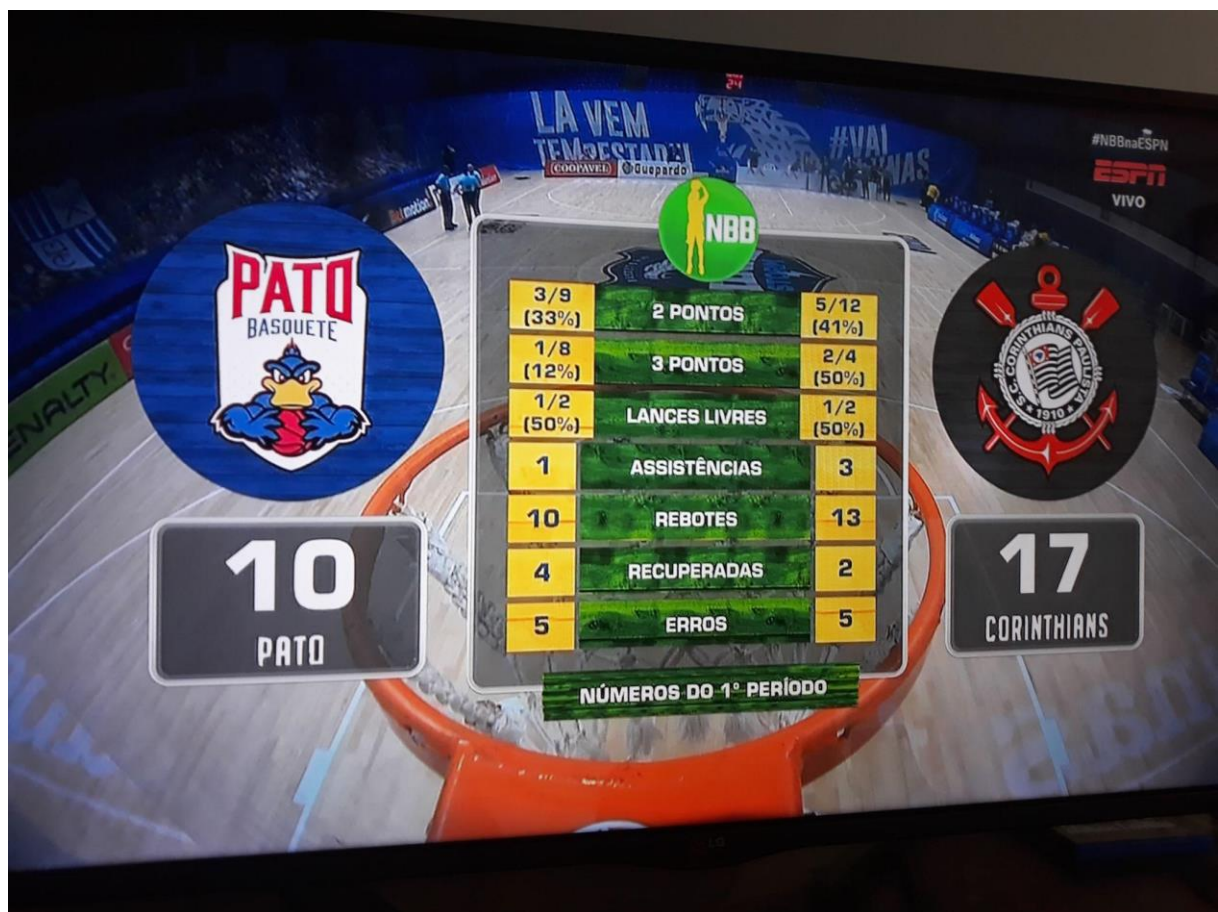 24
LÁ VEM
TEMPESTADE!
#VAI
COOPAVEL
Guepardo
#NBBnaESPN
ESPN
VIVO
NBB
PATO
BASQUETE
S.C. CORINTHIANS PAULISTA
1910
PENALTY
3/9
(33%)
2 PONTOS
5/12
(41%)
1/8
(12%)
3 PONTOS
2/4
(50%)
1/2
(50%)
LANCES LIVRES
1/2
(50%)
1 ASSISTÊNCIAS 3
10 REBOTES 13
4 RECUPERADAS 2
5 ERROS 5
10
PATO
17
CORINTHIANS
NÚMEROS DO 1º PERÍODO
LG